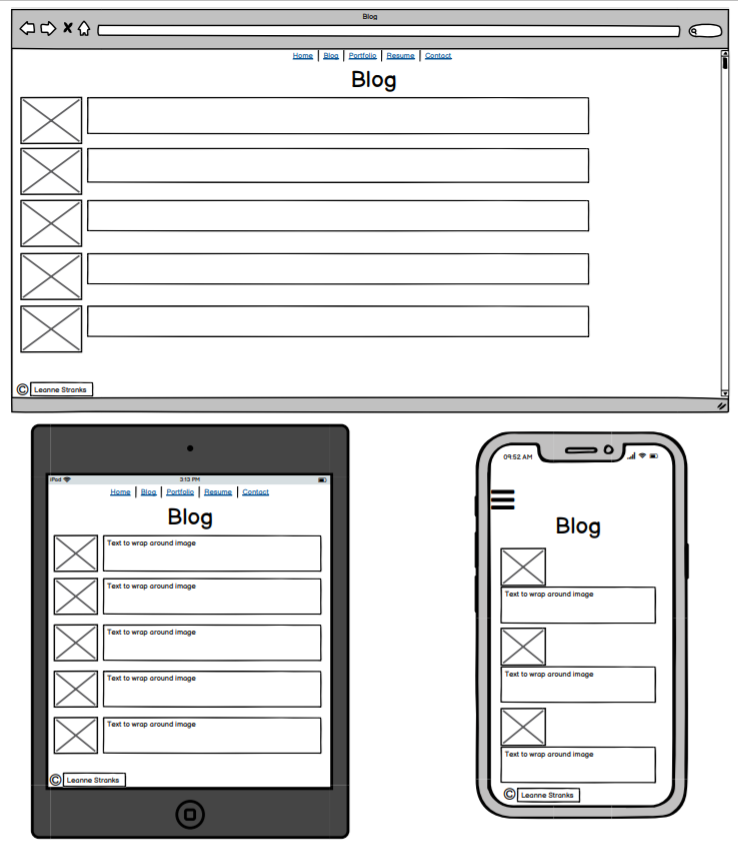 Blog
Home | Blog | Portfolio | Resume | Contact
Blog
© Leanne Stranks
iPad 3:13 PM
Home | Blog | Portfolio | Resume | Contact
Blog
Text to wrap around image
Text to wrap around image
Text to wrap around image
Text to wrap around image
Text to wrap around image
© Leanne Stranks
09:52 AM
Blog
Text to wrap around image
Text to wrap around image
Text to wrap around image
© Leanne Stranks